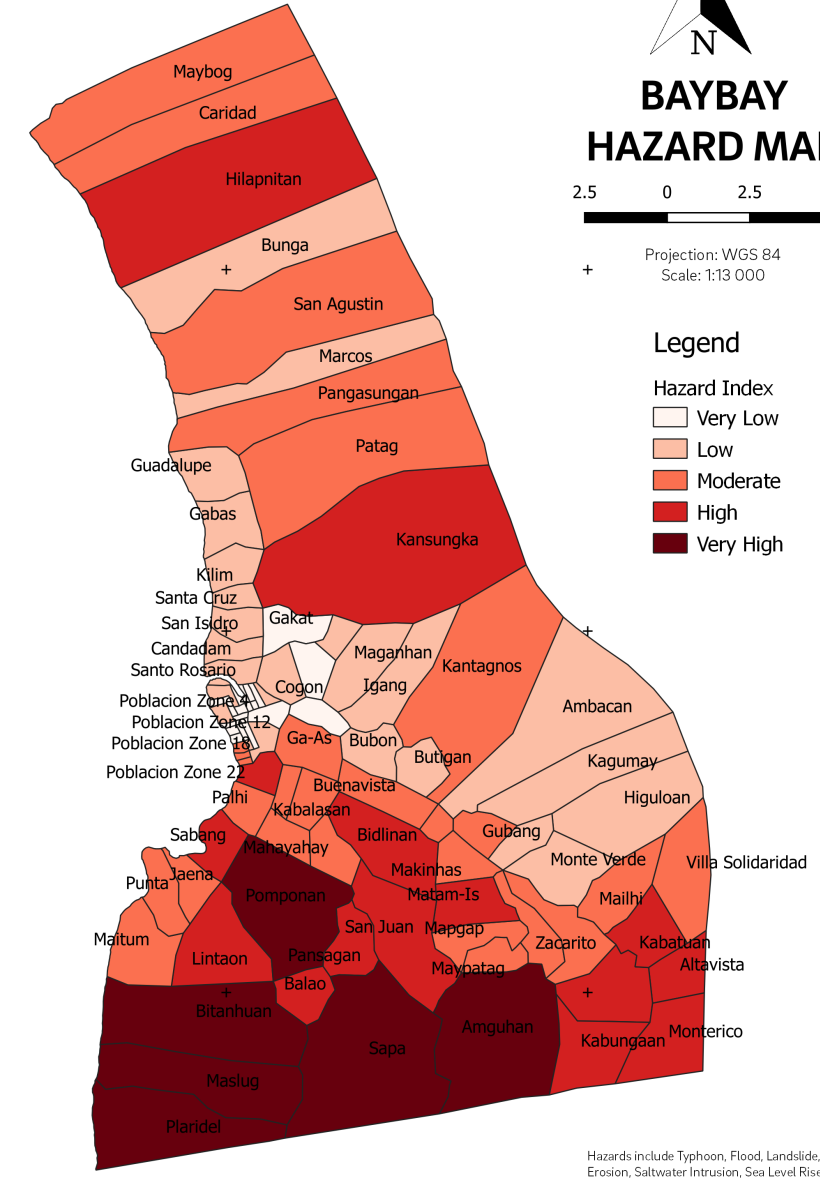 N
BAYBAY
HAZARD MA
2.5 0 2.5
Projection: WGS 84
Scale: 1:13 000
Legend
Hazard Index
Very Low
Low
Moderate
High
Very High
Maybog
Caridad
Hilapnitan
Bunga
San Agustin
Marcos
Pangasungan
Patag
Guadalupe
Gabas
Kansungka
Kilim
Santa Cruz
San Isidro
Gakat
Candadam
Maganhan
Santo Rosario
Kantagnos
Cogon
Igang
Poblacion Zone 4
Ambacan
Poblacion Zone 12
Poblacion Zone 18
Ga-As
Bubon
Butigan
Kagumay
Poblacion Zone 22
Buenavista
Palhi
Kabalasan
Higuloan
Sabang
Bidlinan
Gubang
Mahayahay
Monte Verde
Villa Solidaridad
Jaena
Makinhas
Punta
Pomponan
Matam-Is
Mailhi
San Juan
Mapgap
Maitum
Zacarito
Kabatuan
Lintaon
Pansagan
Maypatag
Altavista
Balao
Bitanhuan
Amguhan
Monterico
Sapa
Kabungaan
Maslug
Plaridel
Hazards include Typhoon, Flood, Landslide,
Erosion, Saltwater Intrusion, Sea Level Rise